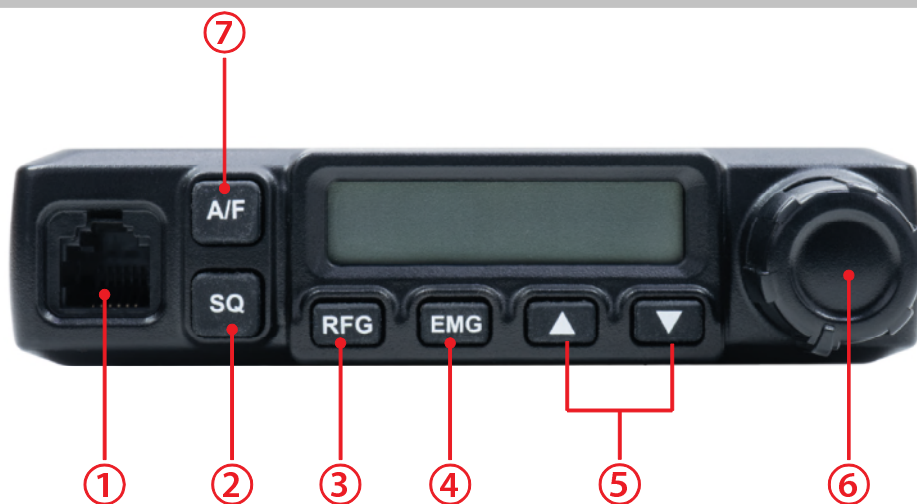 ⑦
A/F
SQ
RFG
EMG
▲
▼
①
②
③
④
⑤
⑥